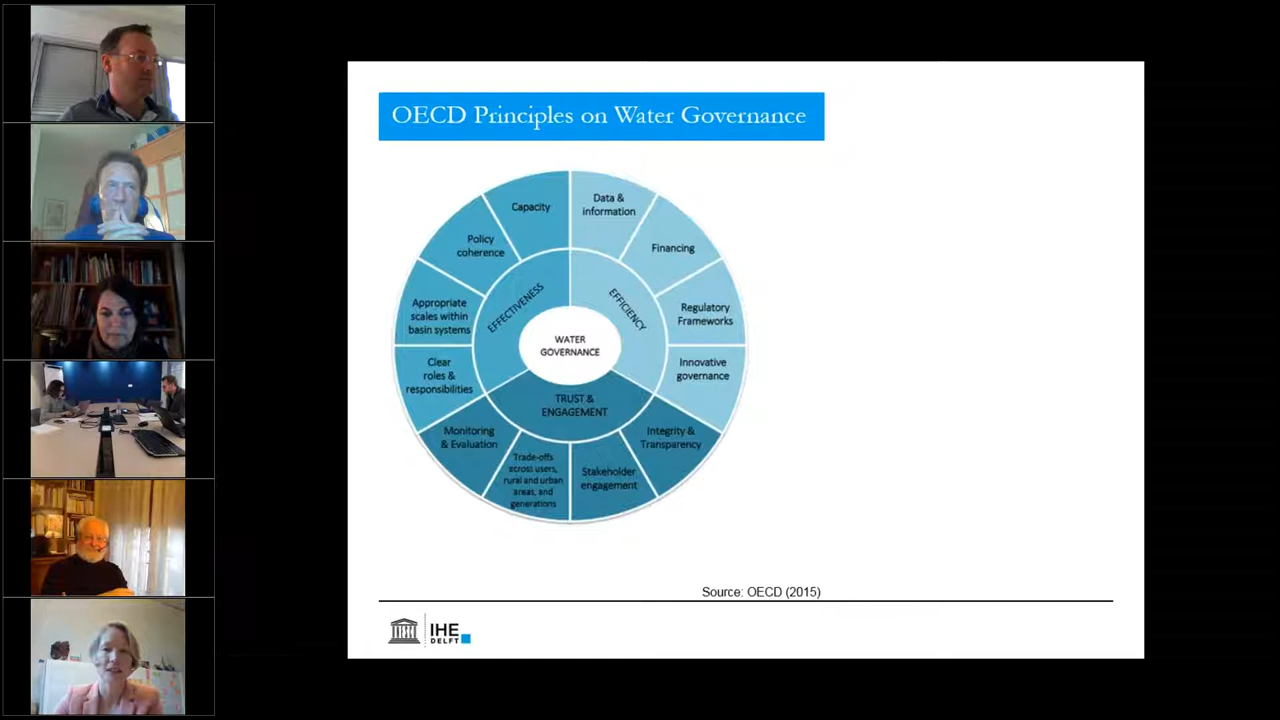 OECD Principles on Water Governance
Capacity
Data &
information
Policy
coherence
Financing
Appropriate
scales within
basin systems
Regulatory
Frameworks
EFFECTIVENESS
EFFICIENCY
WATER
GOVERNANCE
Clear
roles &
responsibilities
Innovative
governance
TRUST &
ENGAGEMENT
Monitoring
& Evaluation
Integrity &
Transparency
Trade-offs
across users,
rural and urban
areas, and
generations
Stakeholder
engagement
Source: OECD (2015)
IHE
DELFT